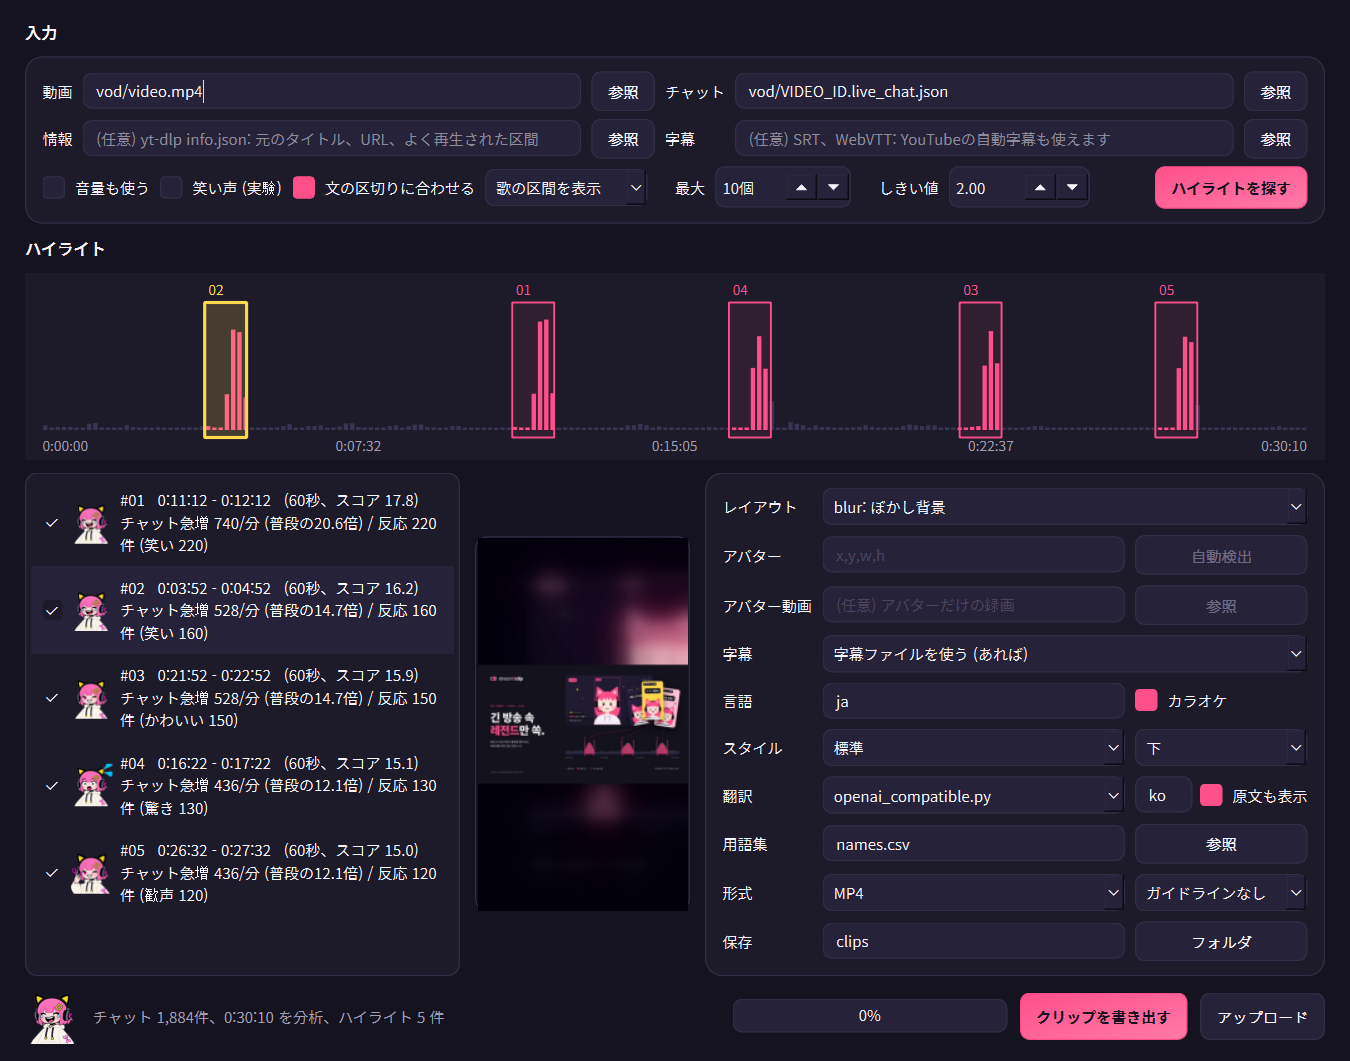 入力
動画 vod/video.mp4 参照 チャット vod/VIDEO_ID.live_chat.json 参照
情報 (任意) yt-dlp info.json: 元のタイトル、URL、よく再生された区間 参照 字幕 (任意) SRT、WebVTT: YouTubeの自動字幕も使えます 参照
音量も使う 笑い声 (実験) 文の区切りに合わせる 歌の区間を表示 最大 10個 しきい値 2.00 ハイライトを探す
ハイライト
02 01 04 03 05
0:00:00 0:07:32 0:15:05 0:22:37 0:30:10
#01 0:11:12 - 0:12:12 (60秒、スコア 17.8)
チャット急増 740/分 (普段の20.6倍) / 反応 220
件 (笑い 220)
#02 0:03:52 - 0:04:52 (60秒、スコア 16.2)
チャット急増 528/分 (普段の14.7倍) / 反応 160
件 (笑い 160)
#03 0:21:52 - 0:22:52 (60秒、スコア 15.9)
チャット急増 528/分 (普段の14.7倍) / 反応 150
件 (かわいい 150)
#04 0:16:22 - 0:17:22 (60秒、スコア 15.1)
チャット急増 436/分 (普段の12.1倍) / 反応 130
件 (驚き 130)
#05 0:26:32 - 0:27:32 (60秒、スコア 15.0)
チャット急増 436/分 (普段の12.1倍) / 反応 120
件 (歓声 120)
긴 방송 속
레전드만 쏙.
レイアウト blur: ぼかし背景
アバター x,y,w,h 自動検出
アバター動画 (任意) アバターだけの録画 参照
字幕 字幕ファイルを使う (あれば)
言語 ja カラオケ
スタイル 標準 下
翻訳 openai_compatible.py ko 原文も表示
用語集 names.csv 参照
形式 MP4 ガイドラインなし
保存 clips フォルダ
チャット 1,884件、0:30:10 を分析、ハイライト 5 件 0% クリップを書き出す アップロード